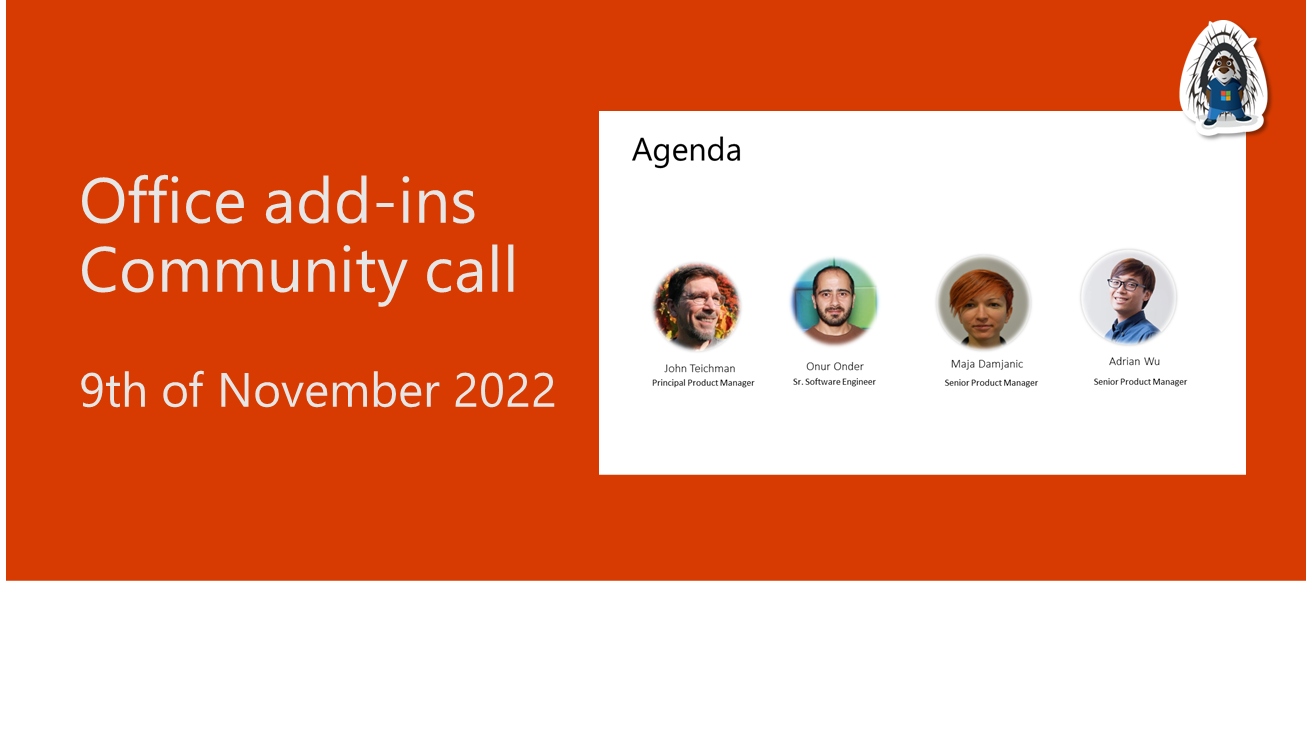 Office add-ins
Community call
9th of November 2022
Agenda
John Teichman
Principal Product Manager
Onur Onder
Sr. Software Engineer
Maja Damjanic
Senior Product Manager
Adrian Wu
Senior Product Manager